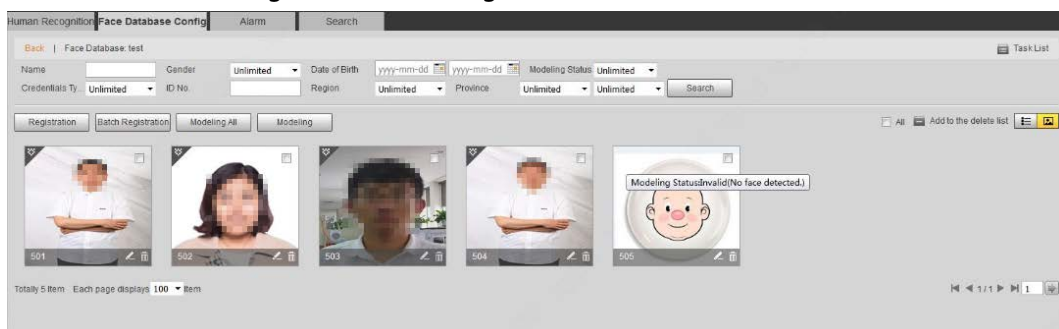 Human Recognition Face Database Config Alarm Search
Back | Face Database: test Task List
Name Gender Unlimited Date of Birth yyyy-mm-dd yyyy-mm-dd Modeling Status Unlimited
Credentials Ty... Unlimited ID No. Region Unlimited Province Unlimited Unlimited Search
Registration Batch Registration Modeling All Modeling All Add to the delete list
Modeling Status:Invalid(No face detected.)
501 502 503 504 505
Totally 5 Item Each page displays 100 Item 1/1 1